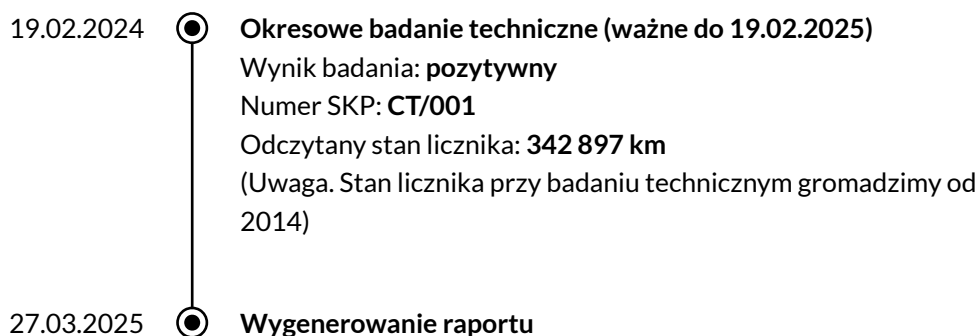 19.02.2024 Okresowe badanie techniczne (ważne do 19.02.2025)
Wynik badania: pozytywny
Numer SKP: CT/001
Odczytany stan licznika: 342 897 km
(Uwaga. Stan licznika przy badaniu technicznym gromadzimy od
2014)
27.03.2025 Wygenerowanie raportu